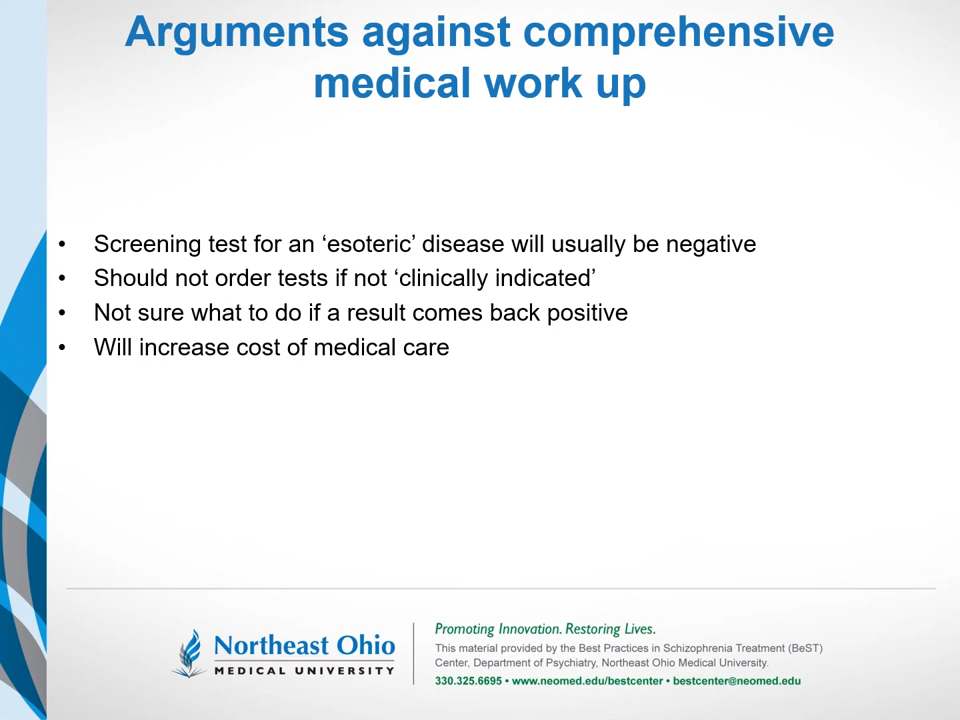 Arguments against comprehensive
medical work up
• Screening test for an ‘esoteric’ disease will usually be negative
• Should not order tests if not ‘clinically indicated’
• Not sure what to do if a result comes back positive
• Will increase cost of medical care
Northeast Ohio
MEDICAL UNIVERSITY
Promoting Innovation. Restoring Lives.
This material provided by the Best Practices in Schizophrenia Treatment (BeST)
Center, Department of Psychiatry, Northeast Ohio Medical University.
330.325.6695 • www.neomed.edu/bestcenter • bestcenter@neomed.edu